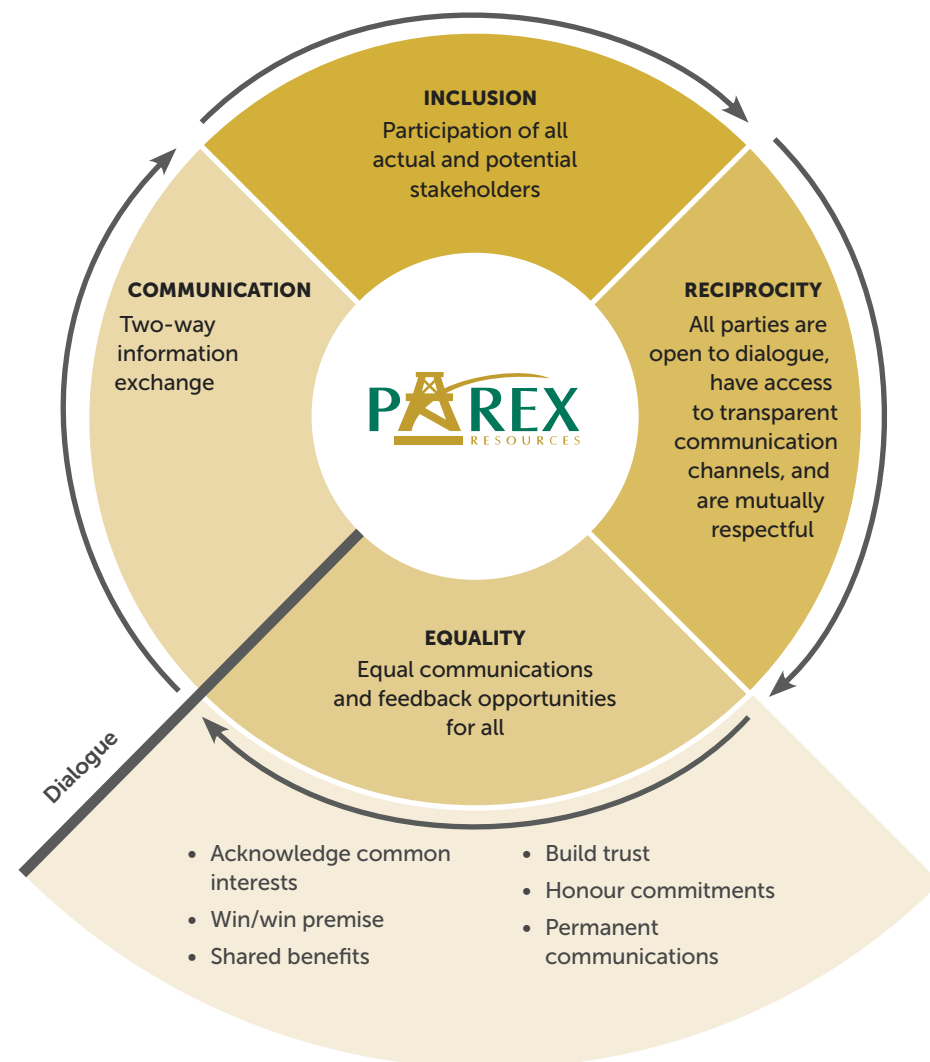 INCLUSION
Participation of all
actual and potential
stakeholders
COMMUNICATION
Two-way
information
exchange
RECIPROCITY
All parties are
open to dialogue,
have access
to transparent
communication
channels, and
are mutually
respectful
PAREX
RESOURCES
EQUALITY
Equal communications
and feedback opportunities
for all
Dialogue
• Acknowledge common
interests
• Win/win premise
• Shared benefits
• Build trust
• Honour commitments
• Permanent
communications